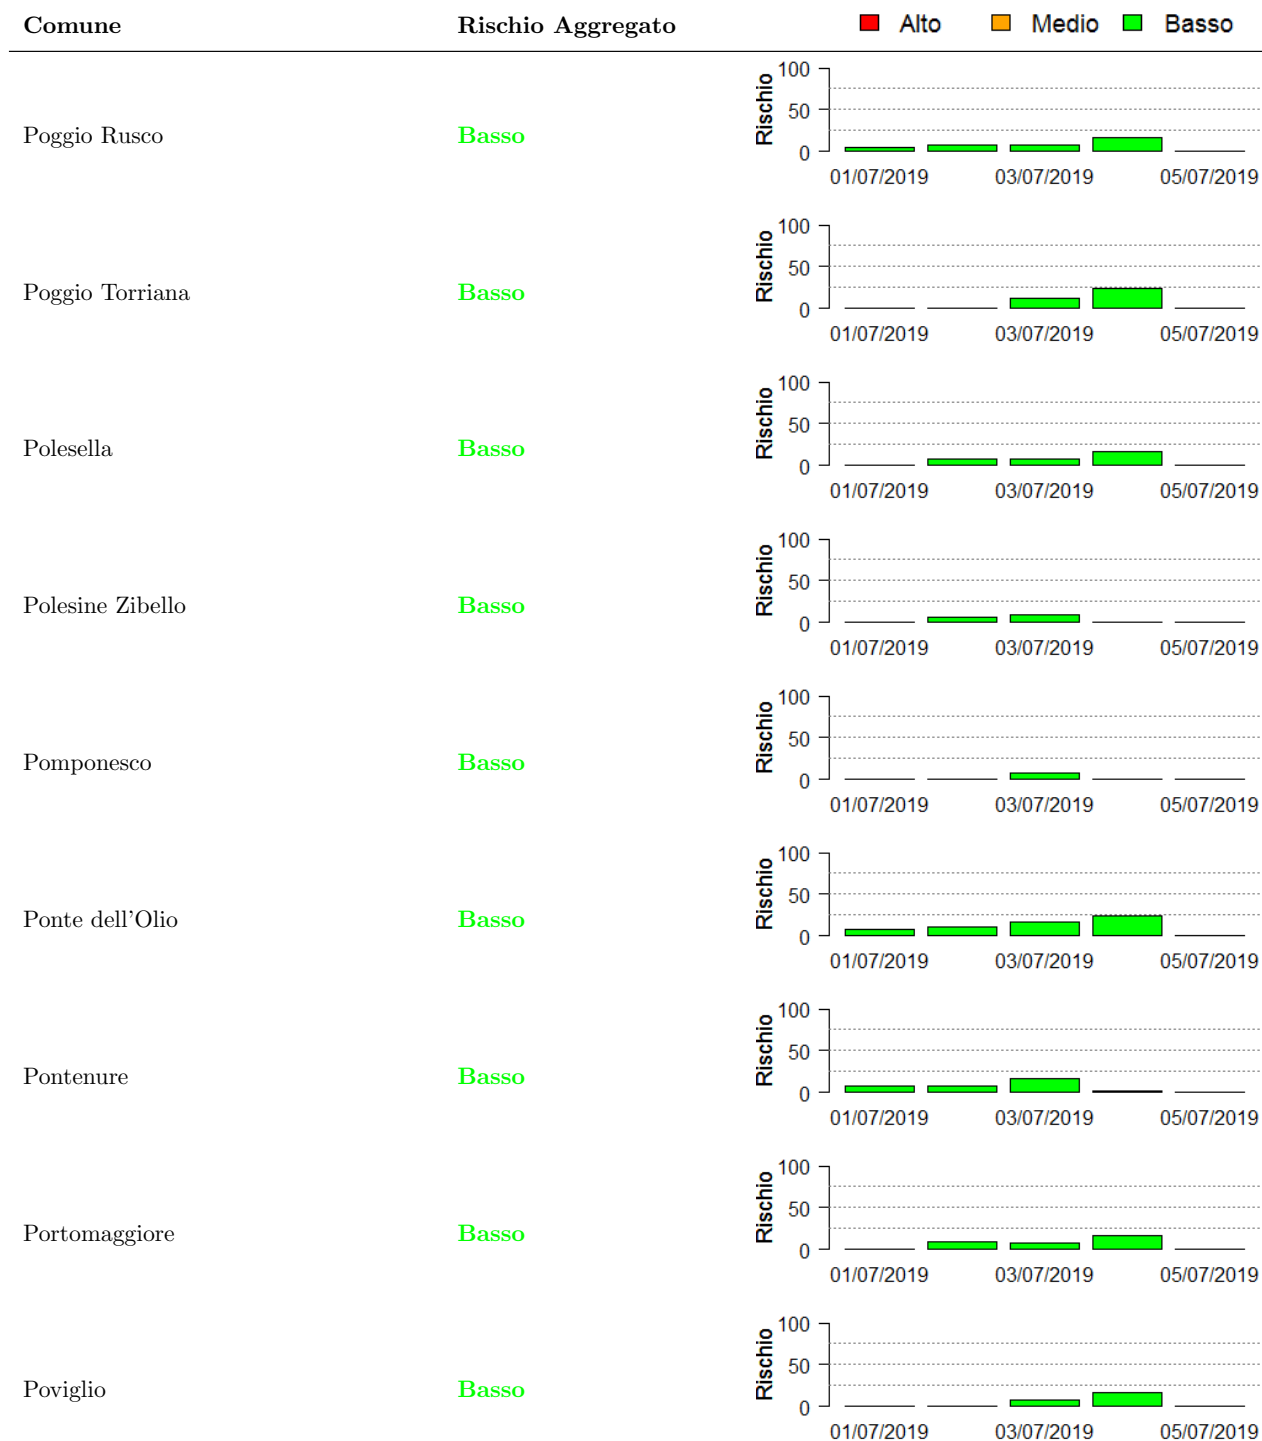 Comune Rischio Aggregato Alto Medio Basso
Poggio Rusco Basso
Rischio
100
50
0
01/07/2019 03/07/2019 05/07/2019
Poggio Torriana Basso
Rischio
100
50
0
01/07/2019 03/07/2019 05/07/2019
Polesella Basso
Rischio
100
50
0
01/07/2019 03/07/2019 05/07/2019
Polesine Zibello Basso
Rischio
100
50
0
01/07/2019 03/07/2019 05/07/2019
Pomponesco Basso
Rischio
100
50
0
01/07/2019 03/07/2019 05/07/2019
Ponte dell'Olio Basso
Rischio
100
50
0
01/07/2019 03/07/2019 05/07/2019
Pontenure Basso
Rischio
100
50
0
01/07/2019 03/07/2019 05/07/2019
Portomaggiore Basso
Rischio
100
50
0
01/07/2019 03/07/2019 05/07/2019
Poviglio Basso
Rischio
100
50
0
01/07/2019 03/07/2019 05/07/2019